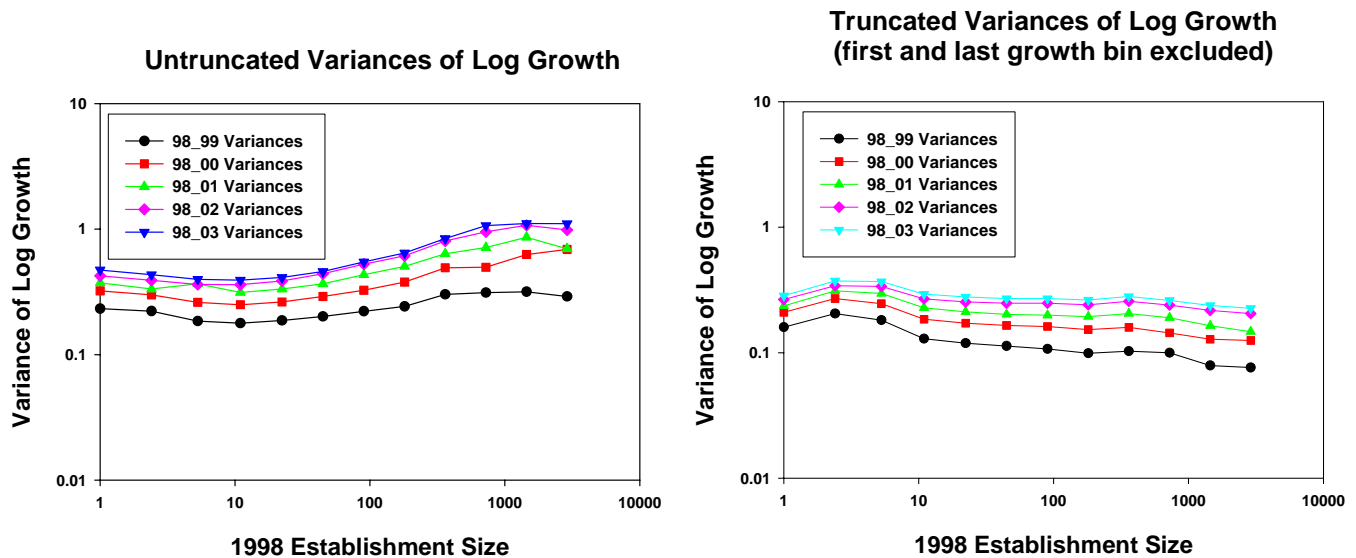 Untruncated Variances of Log Growth
10
1
0.1
0.01
1
10
100
1000
10000
Variance of Log Growth
1998 Establishment Size
98_99 Variances
98_00 Variances
98_01 Variances
98_02 Variances
98_03 Variances
Truncated Variances of Log Growth
(first and last growth bin excluded)
10
1
0.1
0.01
1
10
100
1000
10000
Variance of Log Growth
1998 Establishment Size
98_99 Variances
98_00 Variances
98_01 Variances
98_02 Variances
98_03 Variances